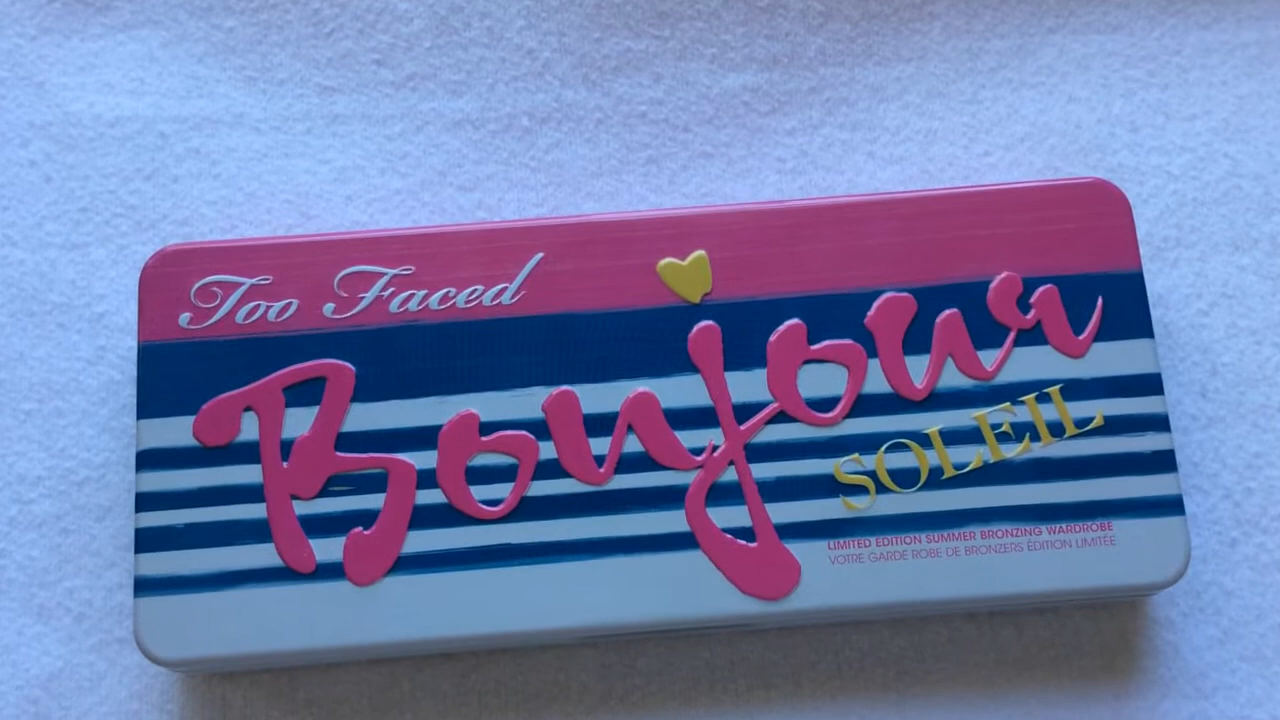 Too Faced
Bonjour
SOLEIL
LIMITED EDITION SUMMER BRONZING WARDROBE
VOTRE GARDE ROBE DE BRONZERS ÉDITION LIMITÉE